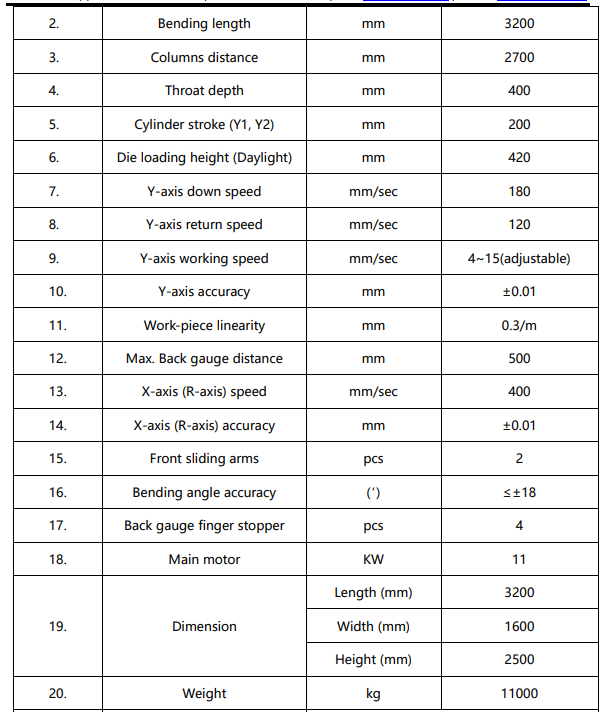 2. Bending length mm 3200
3. Columns distance mm 2700
4. Throat depth mm 400
5. Cylinder stroke (Y1, Y2) mm 200
6. Die loading height (Daylight) mm 420
7. Y-axis down speed mm/sec 180
8. Y-axis return speed mm/sec 120
9. Y-axis working speed mm/sec 4~15(adjustable)
10. Y-axis accuracy mm ±0.01
11. Work-piece linearity mm 0.3/m
12. Max. Back gauge distance mm 500
13. X-axis (R-axis) speed mm/sec 400
14. X-axis (R-axis) accuracy mm ±0.01
15. Front sliding arms pcs 2
16. Bending angle accuracy (′) ≤±18
17. Back gauge finger stopper pcs 4
18. Main motor KW 11
19. Dimension Length (mm) 3200
Width (mm) 1600
Height (mm) 2500
20. Weight kg 11000